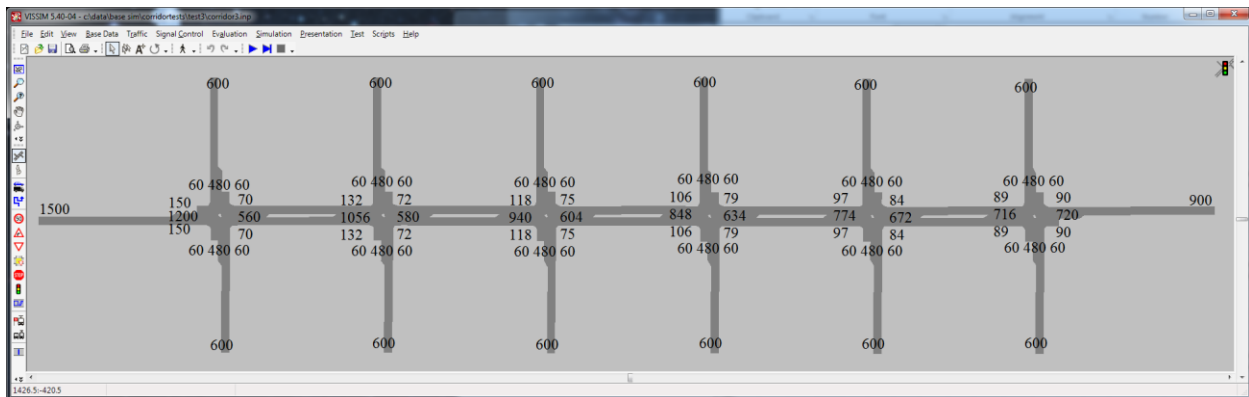 VISSIM 5.40-04 - c:\data\base sim\corridortests\test3\corridor3.inp
File Edit View Base Data Traffic Signal Control Evaluation Simulation Presentation Test Scripts Help
600 600 600 600 600 600
60 480 60 60 480 60 60 480 60 60 480 60 60 480 60 60 480 60
150 70 132 72 118 75 106 79 97 84 89 90
1500 1200 560 1056 580 940 604 848 634 774 672 716 720 900
150 70 132 72 118 75 106 79 97 84 89 90
60 480 60 60 480 60 60 480 60 60 480 60 60 480 60 60 480 60
600 600 600 600 600 600
1426.5:-420.5